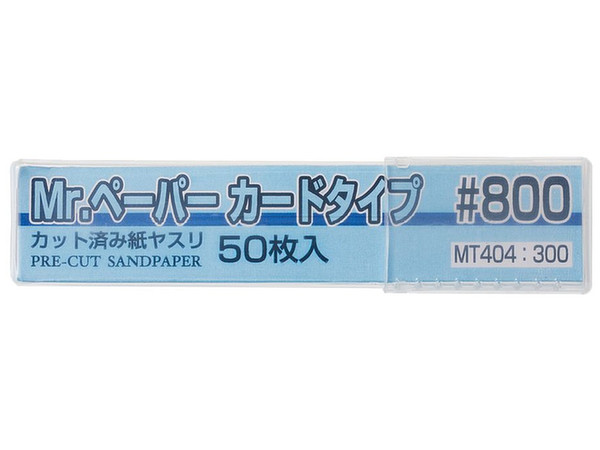 Mr.ペーパー カードタイプ #800
カット済み紙ヤスリ 50枚入
PRE-CUT SANDPAPER
MT404:300